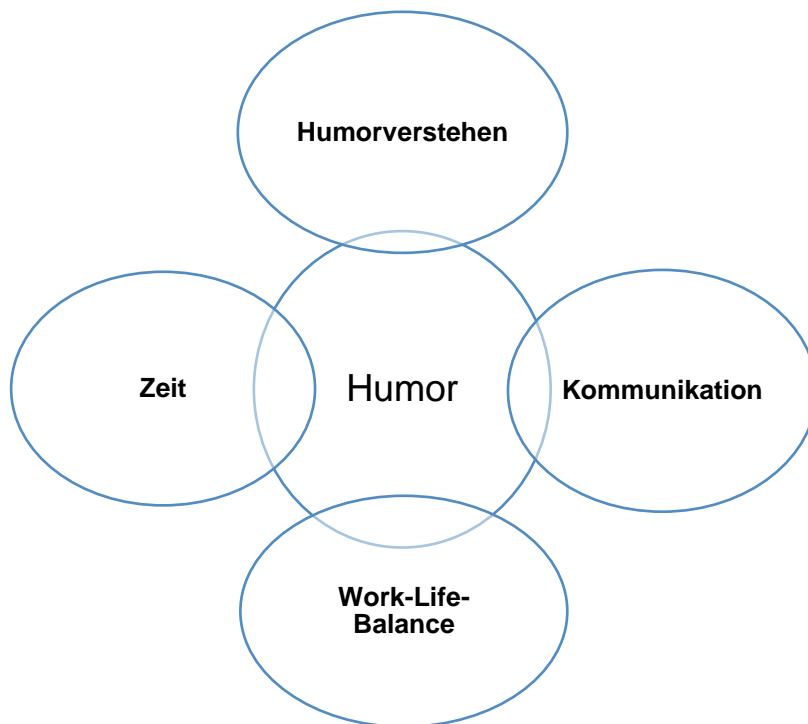 Humorverstehen
Zeit
Humor
Kommunikation
Work-Life-
Balance